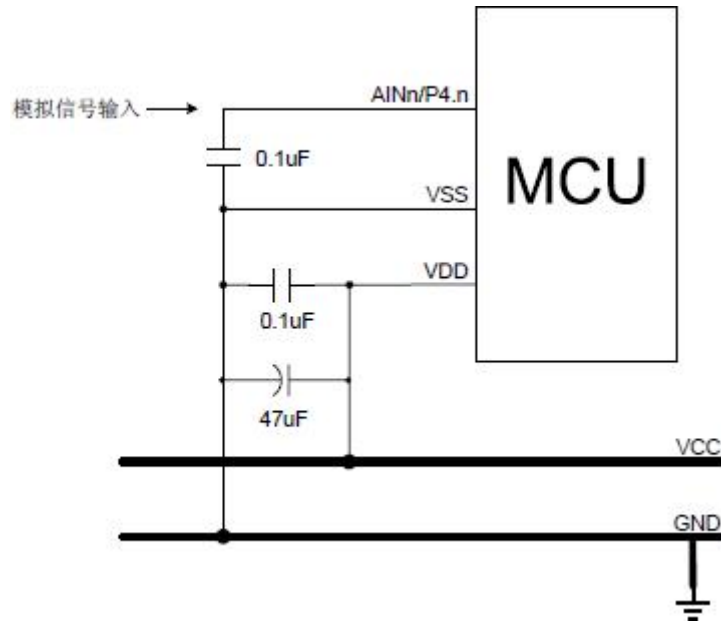 AINn/P4.n
模拟信号输入
0.1uF
MCU
VSS
VDD
0.1uF
47uF
VCC
GND